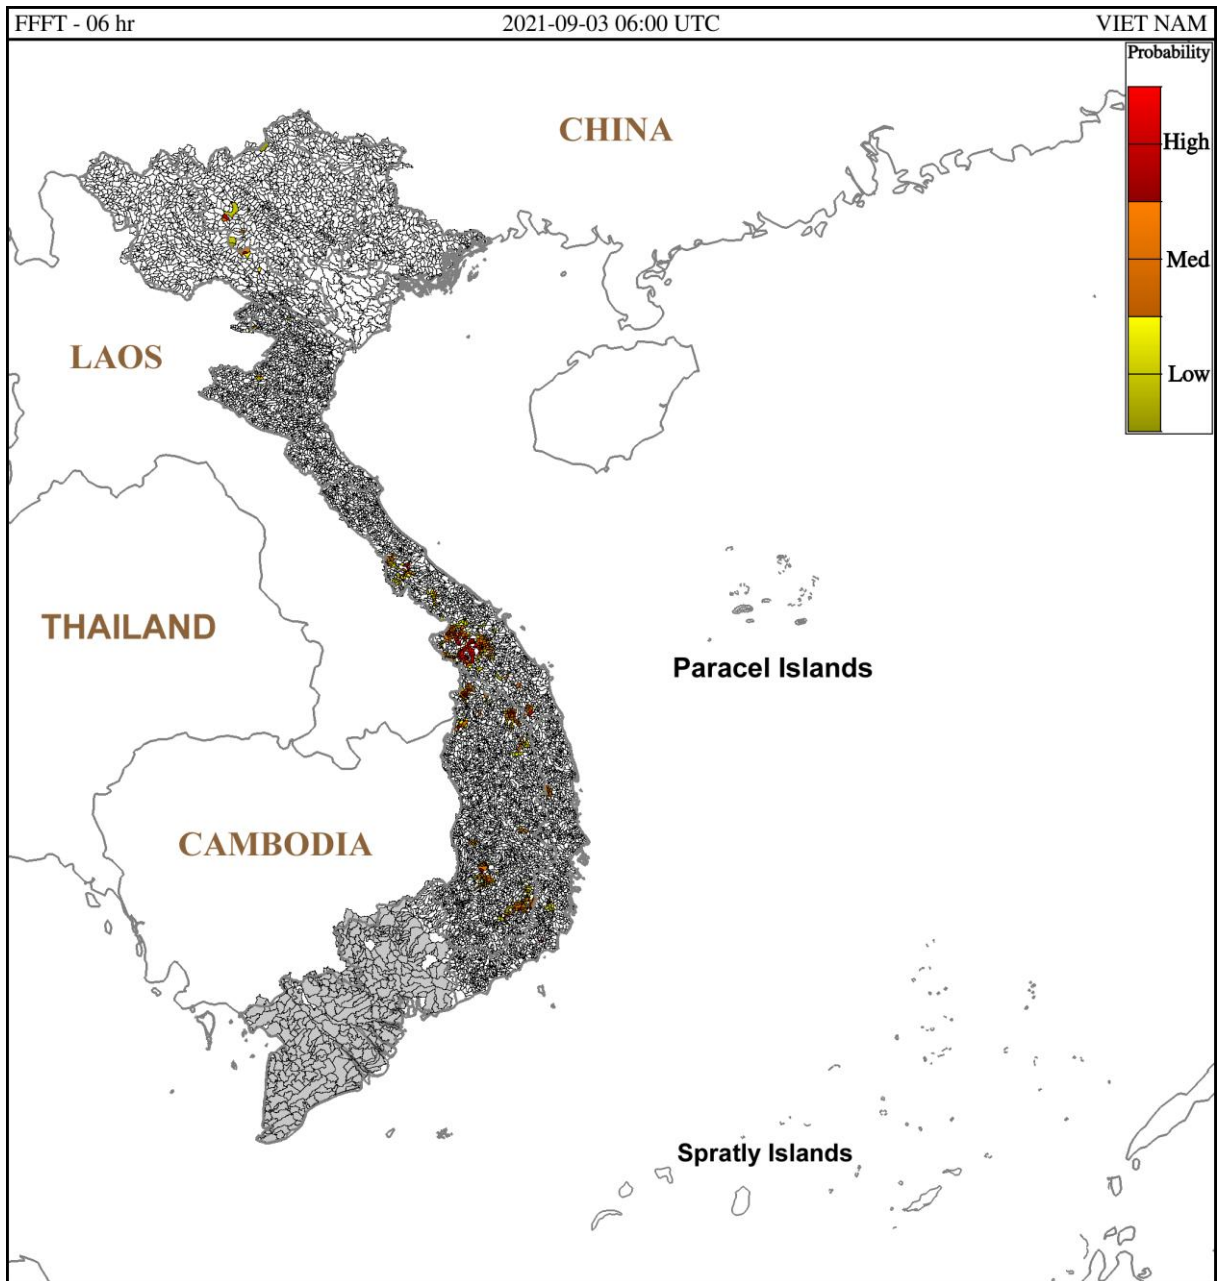 FFFT - 06 hr 2021-09-03 06:00 UTC VIET NAM
Probability
CHINA
High
Med
LAOS
Low
THAILAND
Paracel Islands
CAMBODIA
Spratly Islands